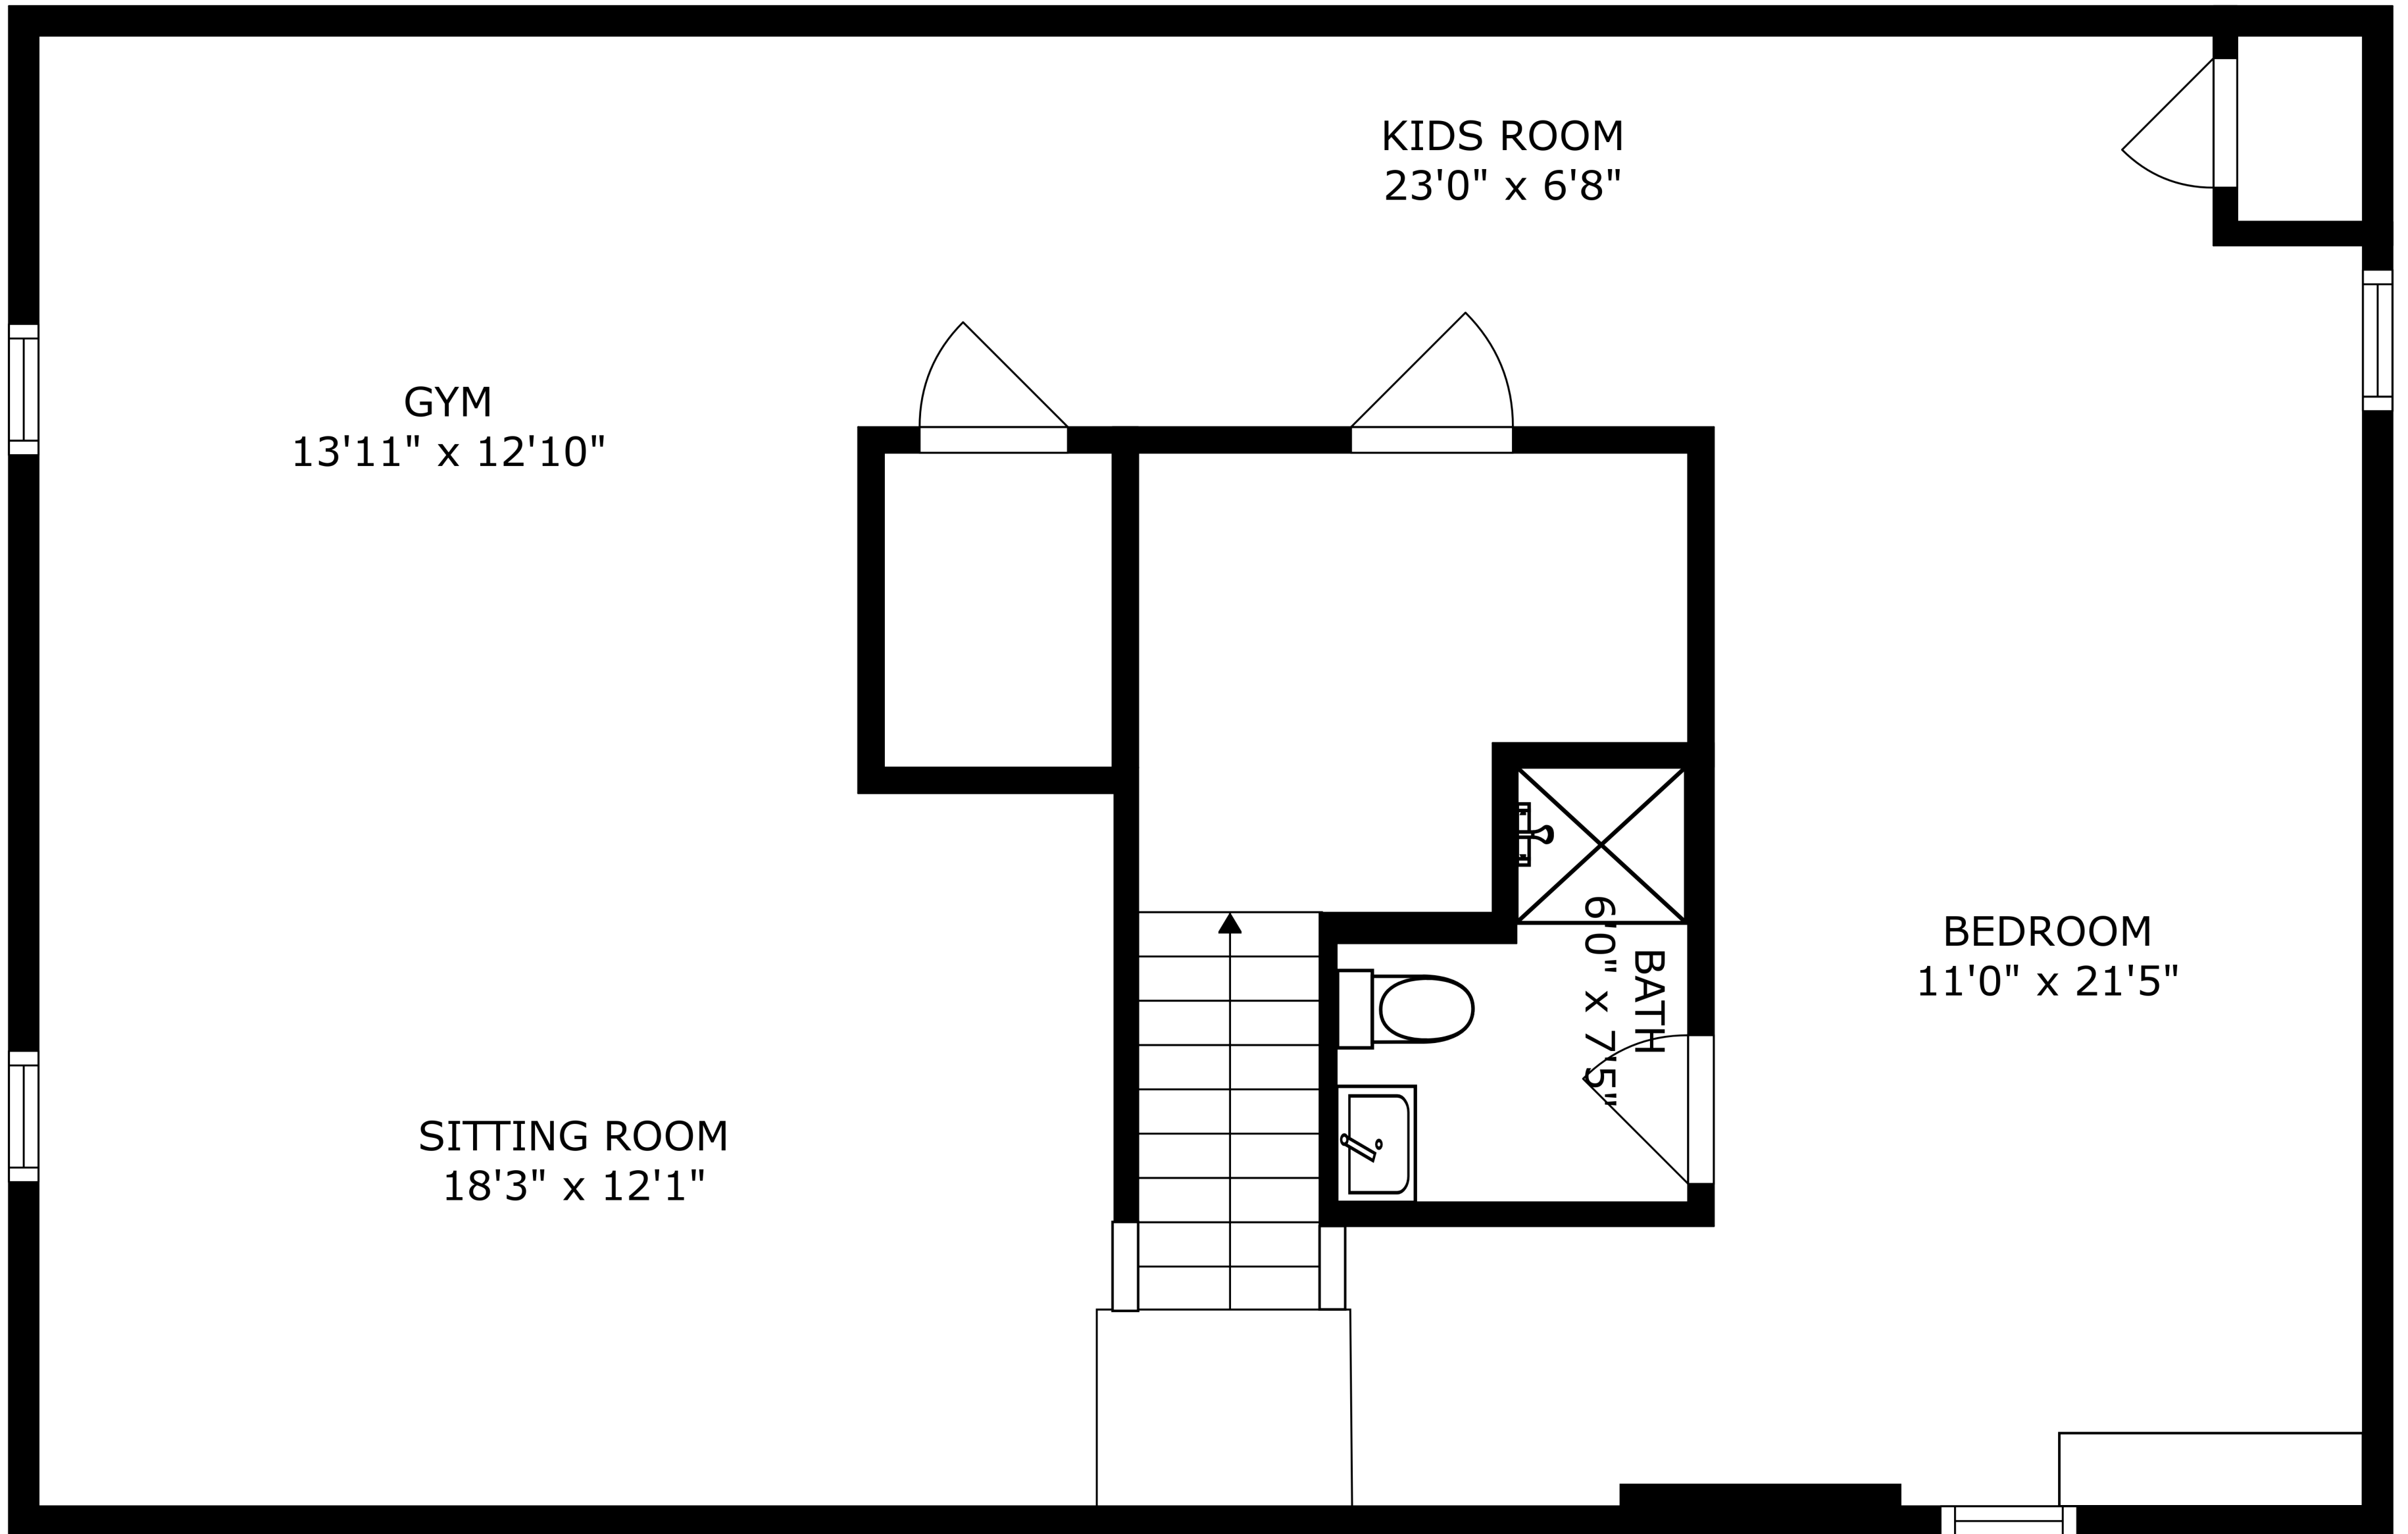 KIDS ROOM
23'0" x 6'8"
GYM
13'11" x 12'10"
BATH
6'0" x 7'5"
BEDROOM
11'0" x 21'5"
SITTING ROOM
18'3" x 12'1"